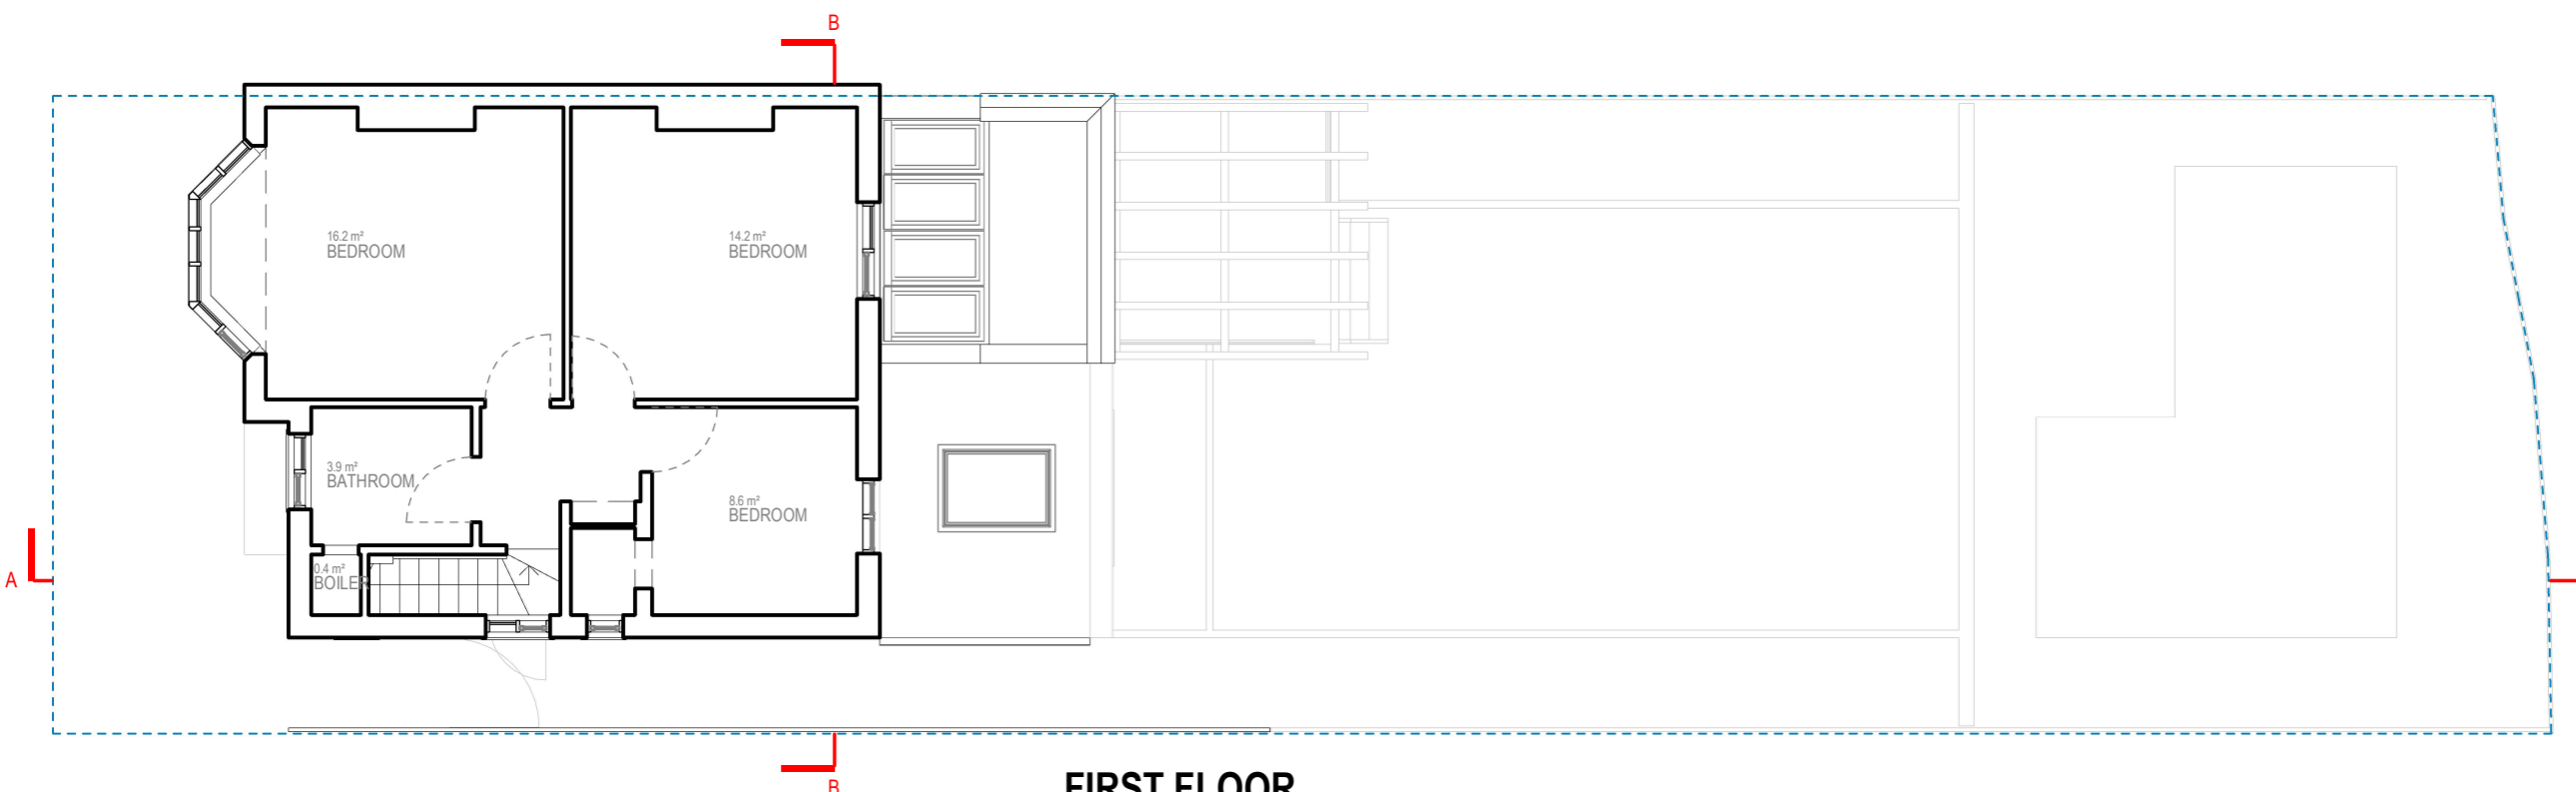 B
16.2 m²
BEDROOM
14.2 m²
BEDROOM
3.9 m²
BATHROOM
8.6 m²
BEDROOM
A
0.4 m²
BOILER
B
FIRST FLOOR